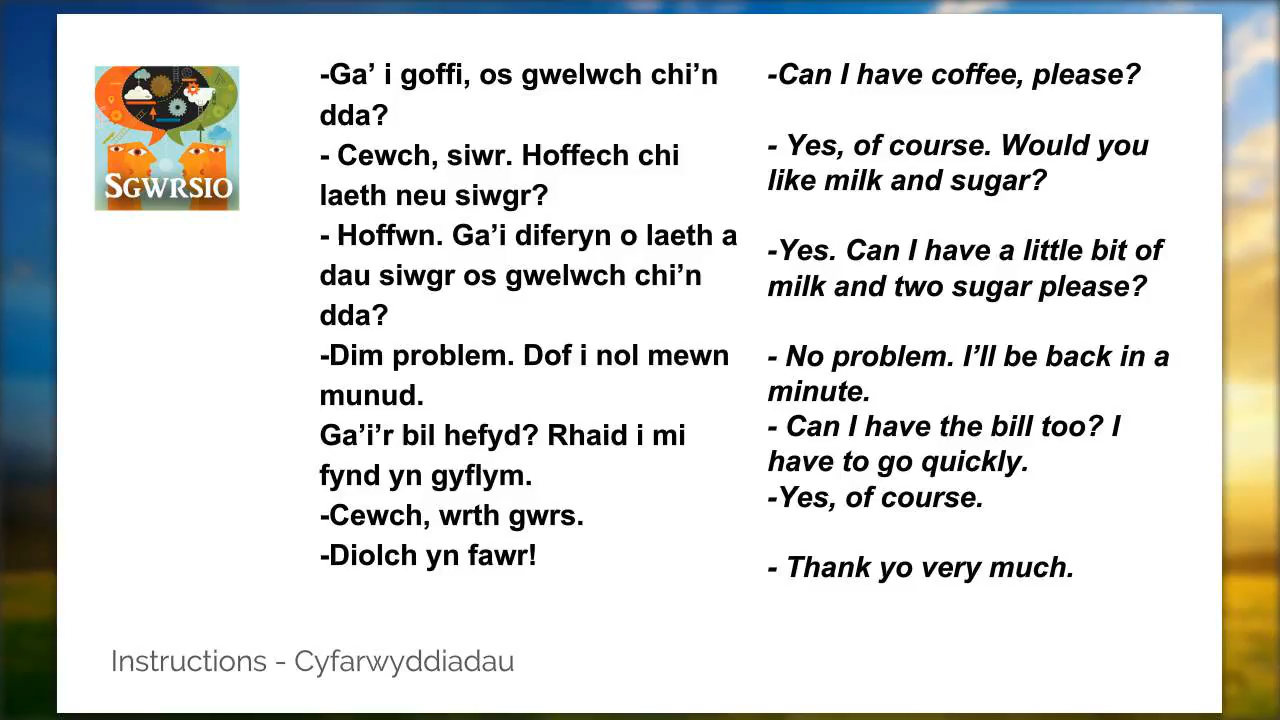 SGWRSIO
-Ga’ i goffi, os gwelwch chi’n
dda?
- Cewch, siwr. Hoffech chi
laeth neu siwgr?
- Hoffwn. Ga’i diferyn o laeth a
dau siwgr os gwelwch chi’n
dda?
-Dim problem. Dof i nol mewn
munud.
Ga’i’r bil hefyd? Rhaid i mi
fynd yn gyflym.
-Cewch, wrth gwrs.
-Diolch yn fawr!
-Can I have coffee, please?
- Yes, of course. Would you
like milk and sugar?
-Yes. Can I have a little bit of
milk and two sugar please?
- No problem. I’ll be back in a
minute.
- Can I have the bill too? I
have to go quickly.
-Yes, of course.
- Thank yo very much.
Instructions - Cyfarwyddiadau